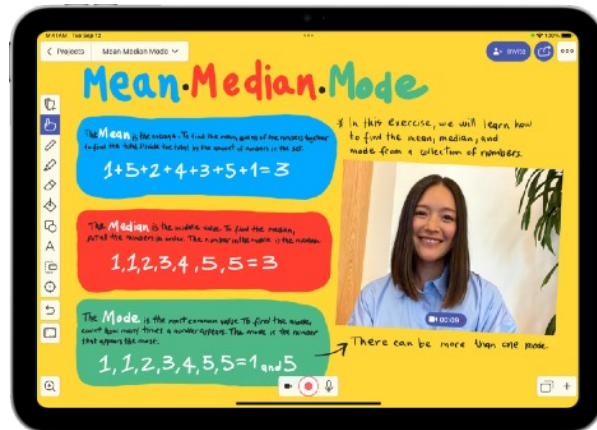 Tue Sep 12
100%
Projects
Mean Median Mode
Invite
Mean·Median·Mode
The Mean is the average. To find the mean, add all of the numbers together
to find the total. Divide the total by the amount of numbers in the set.
1+5+2+4+3+5+1=3
* In this exercise, we will learn how
to find the mean, median, and
mode from a collection of numbers.
The Median is the middle value. To find the median,
put all the numbers in order. The number in the middle is the median.
1,1,2,3,4,5,5=3
00:09
The Mode is the most common value. To find the mode,
count how many times a number appears. The mode is the number
that appears the most.
1,1,2,3,4,5,5=1 and 5
There can be more than one mode.
A